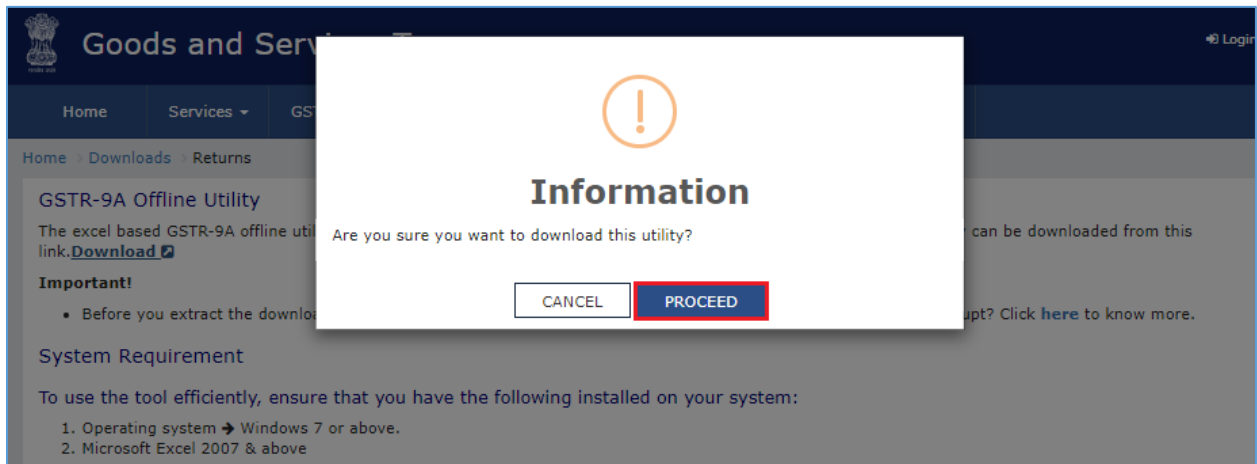 Goods and Serv
Login
Home Services GS
Home > Downloads > Returns
Information
Are you sure you want to download this utility?
CANCEL PROCEED
GSTR-9A Offline Utility
The excel based GSTR-9A offline util can be downloaded from this
link.Download
Important!
• Before you extract the downloa upt? Click here to know more.
System Requirement
To use the tool efficiently, ensure that you have the following installed on your system:
1. Operating system ➔ Windows 7 or above.
2. Microsoft Excel 2007 & above